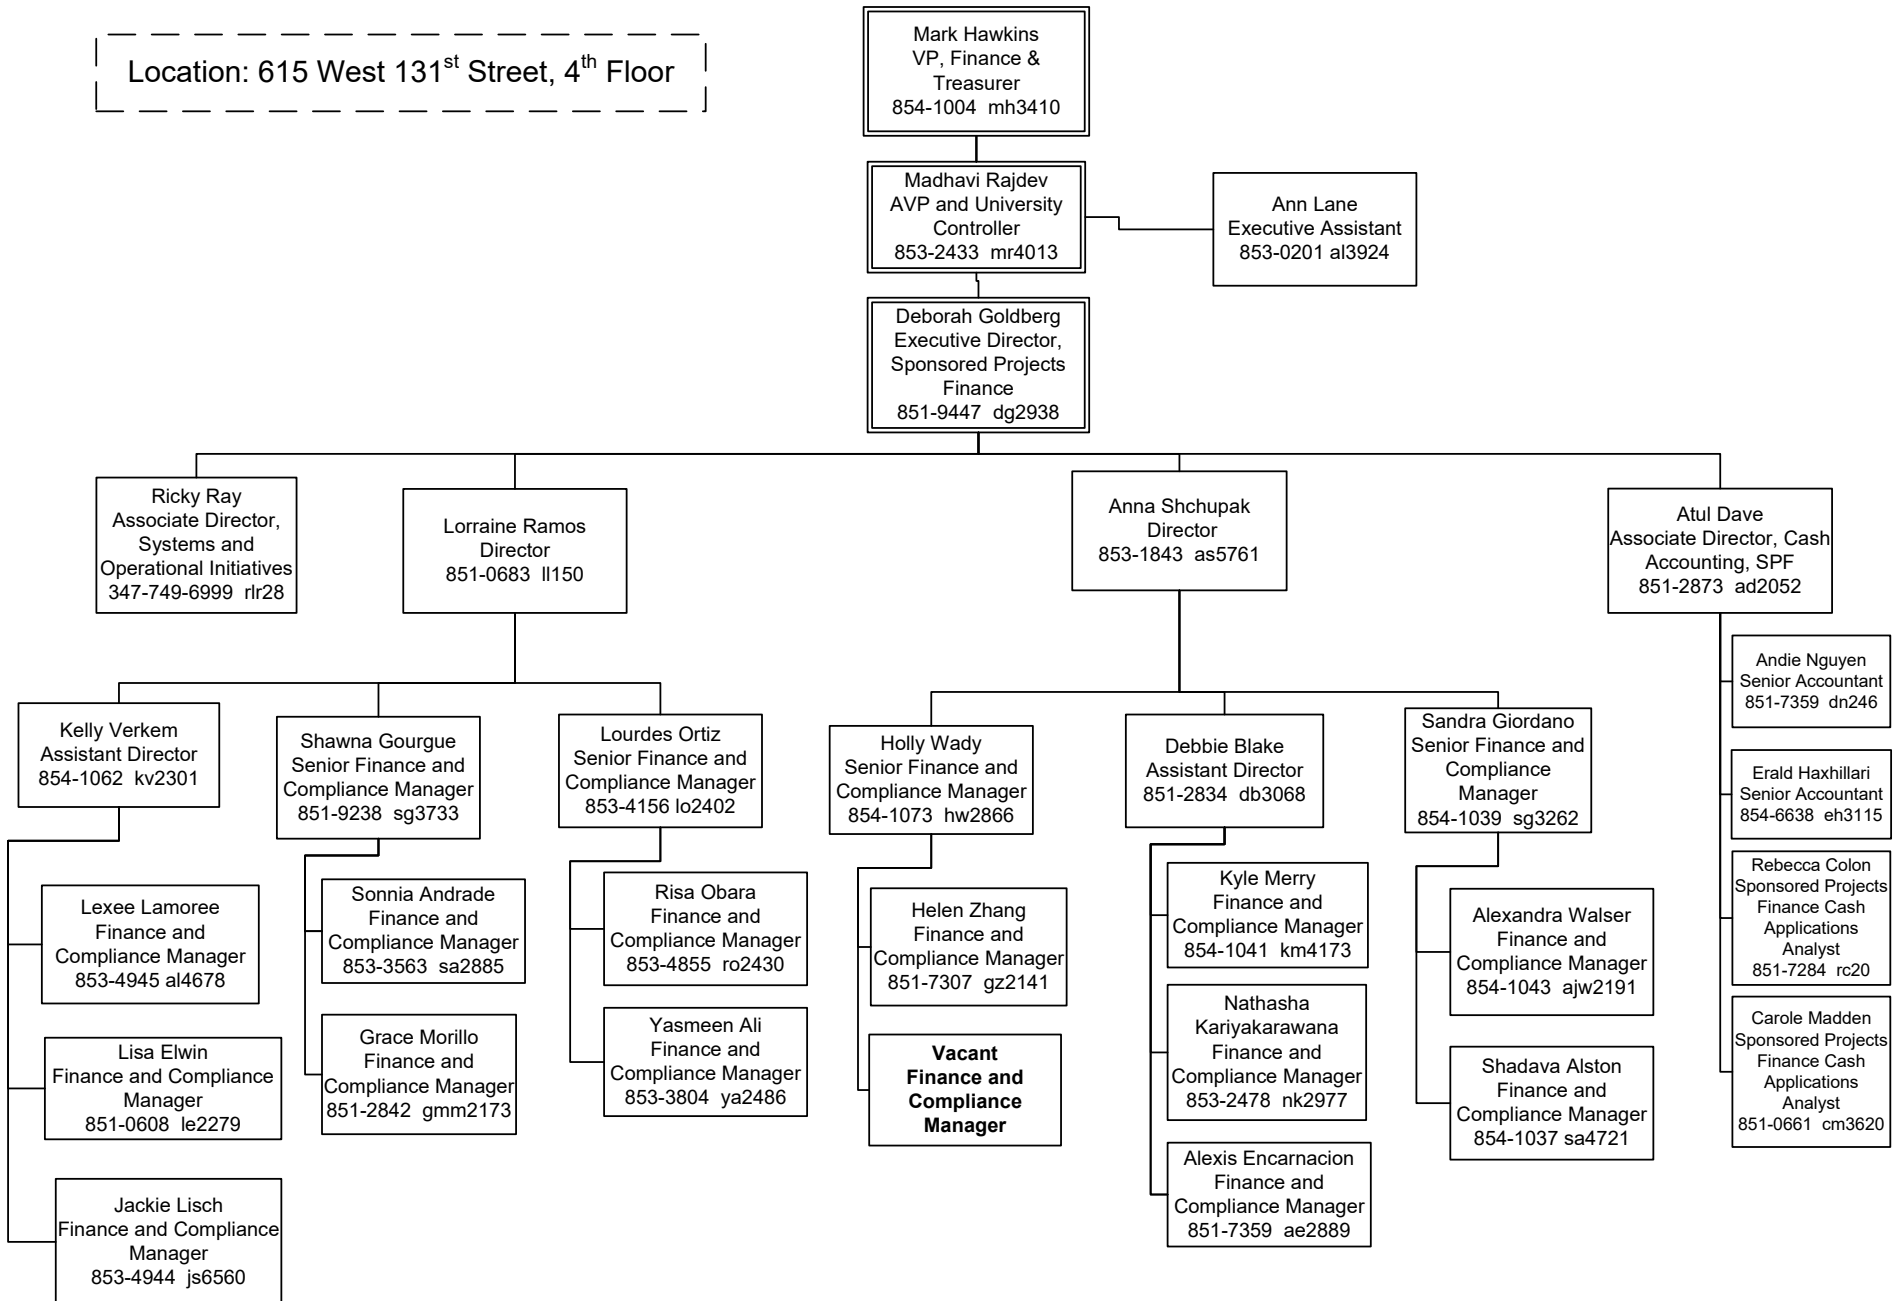 Location: 615 West 131st Street, 4th Floor
Mark Hawkins
VP, Finance &
Treasurer
854-1004 mh3410
Madhavi Rajdev
AVP and University
Controller
853-2433 mr4013
Ann Lane
Executive Assistant
853-0201 al3924
Deborah Goldberg
Executive Director,
Sponsored Projects
Finance
851-9447 dg2938
Ricky Ray
Associate Director,
Systems and
Operational Initiatives
347-749-6999 rlr28
Lorraine Ramos
Director
851-0683 ll150
Anna Shchupak
Director
853-1843 as5761
Atul Dave
Associate Director, Cash
Accounting, SPF
851-2873 ad2052
Kelly Verkem
Assistant Director
854-1062 kv2301
Lexee Lamoree
Finance and
Compliance Manager
853-4945 al4678
Lisa Elwin
Finance and Compliance
Manager
851-0608 le2279
Jackie Lisch
Finance and Compliance
Manager
853-4944 js6560
Shawna Gourgue
Senior Finance and
Compliance Manager
851-9238 sg3733
Sonnia Andrade
Finance and
Compliance Manager
853-3563 sa2885
Grace Morillo
Finance and
Compliance Manager
851-2842 gmm2173
Lourdes Ortiz
Senior Finance and
Compliance Manager
853-4156 lo2402
Risa Obara
Finance and
Compliance Manager
853-4855 ro2430
Yasmeen Ali
Finance and
Compliance Manager
853-3804 ya2486
Holly Wady
Senior Finance and
Compliance Manager
854-1073 hw2866
Helen Zhang
Finance and
Compliance Manager
851-7307 gz2141
Vacant
Finance and
Compliance
Manager
Debbie Blake
Assistant Director
851-2834 db3068
Kyle Merry
Finance and
Compliance Manager
854-1041 km4173
Nathasha
Kariyakarawana
Finance and
Compliance Manager
853-2478 nk2977
Alexis Encarnacion
Finance and
Compliance Manager
851-7359 ae2889
Sandra Giordano
Senior Finance and
Compliance
Manager
854-1039 sg3262
Alexandra Walser
Finance and
Compliance Manager
854-1043 ajw2191
Shadava Alston
Finance and
Compliance Manager
854-1037 sa4721
Andie Nguyen
Senior Accountant
851-7359 dn246
Erald Haxhillari
Senior Accountant
854-6638 eh3115
Rebecca Colon
Sponsored Projects
Finance Cash
Applications
Analyst
851-7284 rc20
Carole Madden
Sponsored Projects
Finance Cash
Applications
Analyst
851-0661 cm3620